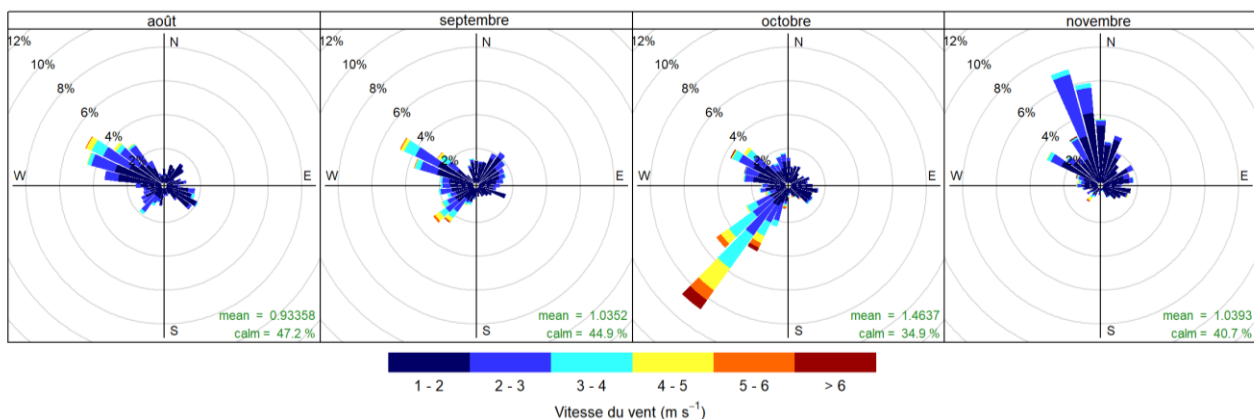 août
septembre
octobre
novembre
12%
10%
8%
6%
4%
2%
N
W
E
S
mean = 0.93358
calm = 47.2 %
12%
10%
8%
6%
4%
2%
N
W
E
S
mean = 1.0352
calm = 44.9 %
12%
10%
8%
6%
4%
2%
N
W
E
S
mean = 1.4637
calm = 34.9 %
12%
10%
8%
6%
4%
2%
N
W
E
S
mean = 1.0393
calm = 40.7 %
1 - 2
2 - 3
3 - 4
4 - 5
5 - 6
> 6
Vitesse du vent (m s⁻¹)